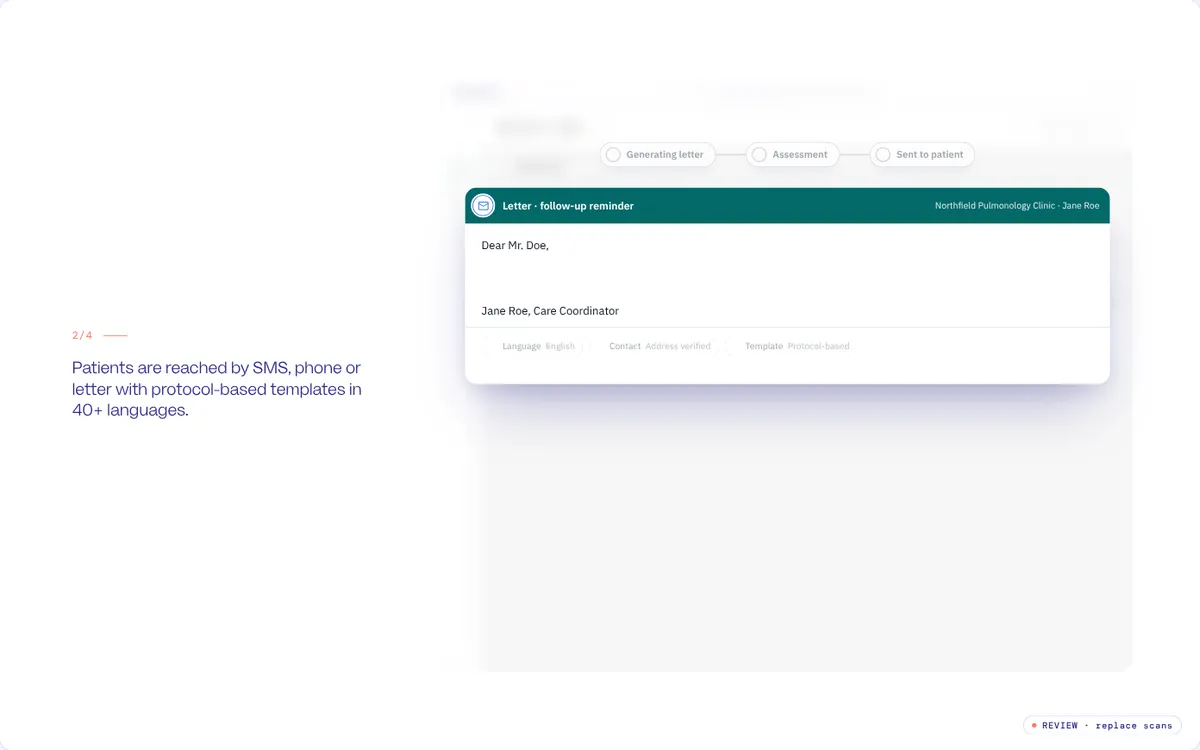 Generating letter
Assessment
Sent to patient
Letter · follow-up reminder
Northfield Pulmonology Clinic · Jane Roe
Dear Mr. Doe,
Jane Roe, Care Coordinator
Language English
Contact Address verified
Template Protocol-based
2/4
Patients are reached by SMS, phone or
letter with protocol-based templates in
40+ languages.
REVIEW · replace scans